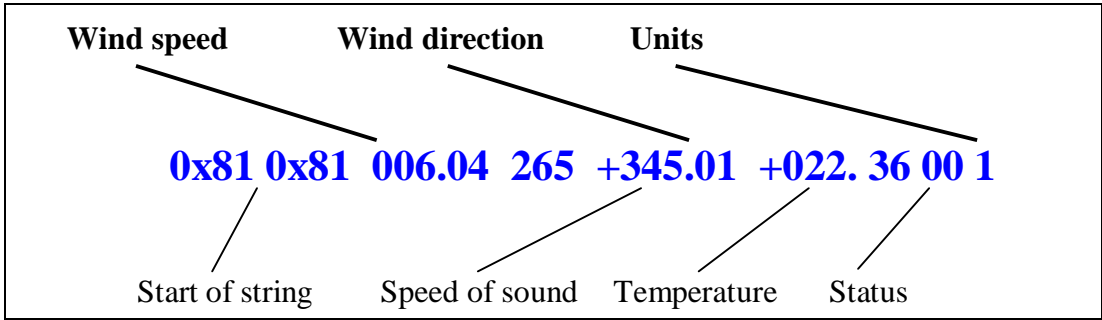 Wind speed Wind direction Units
0x81 0x81 006.04 265 +345.01 +022. 36 00 1
Start of string Speed of sound Temperature Status